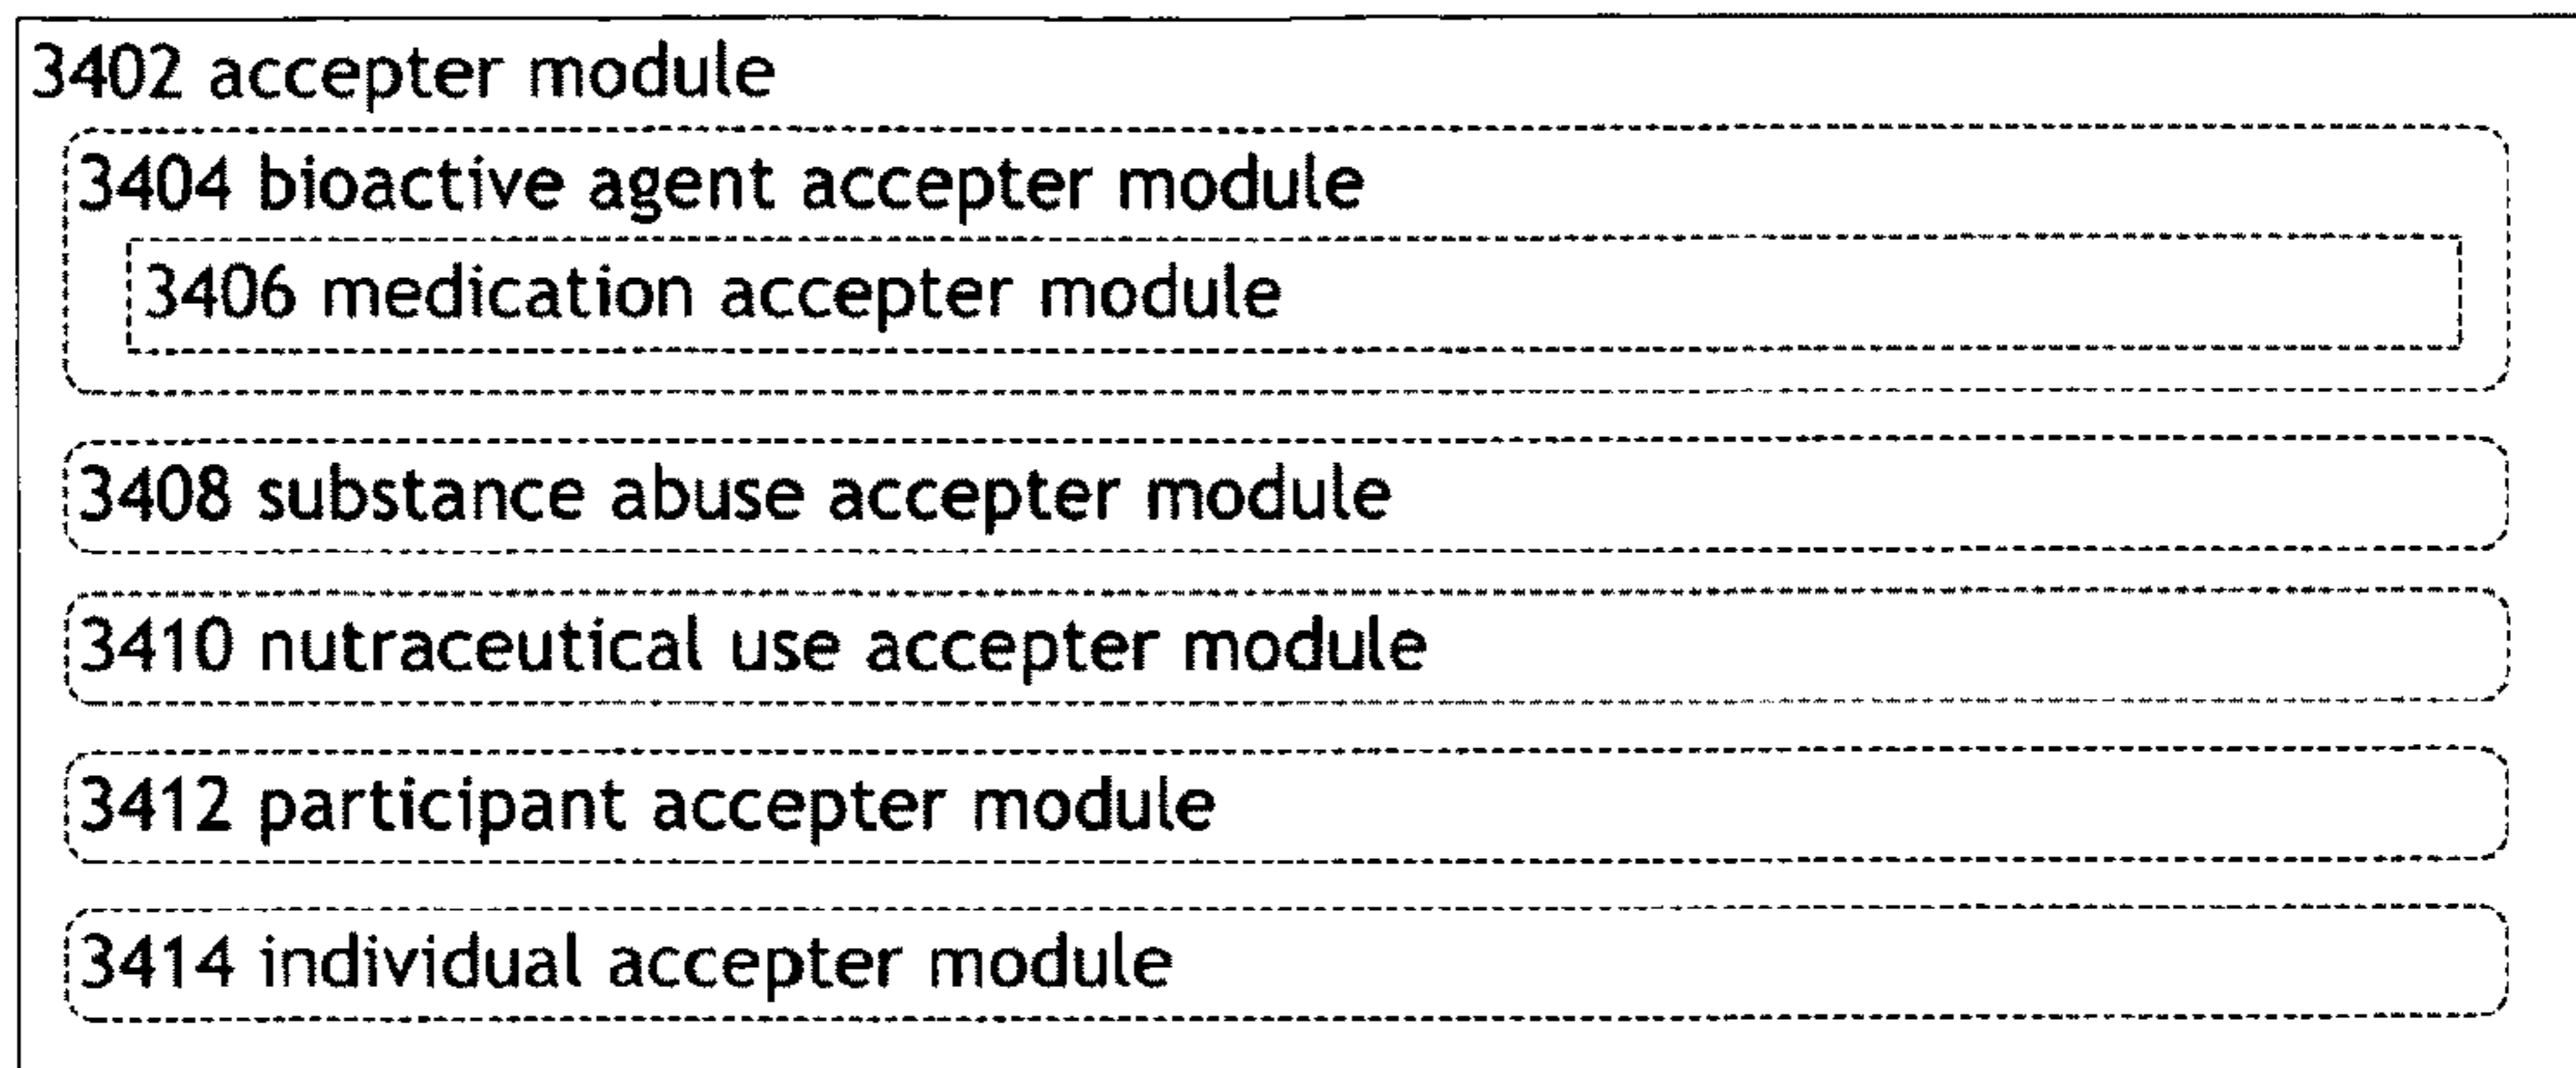 3402 accepter module
3404 bioactive agent accepter module
3406 medication accepter module
3408 substance abuse accepter module
3410 nutraceutical use accepter module
3412 participant accepter module
3414 individual accepter module